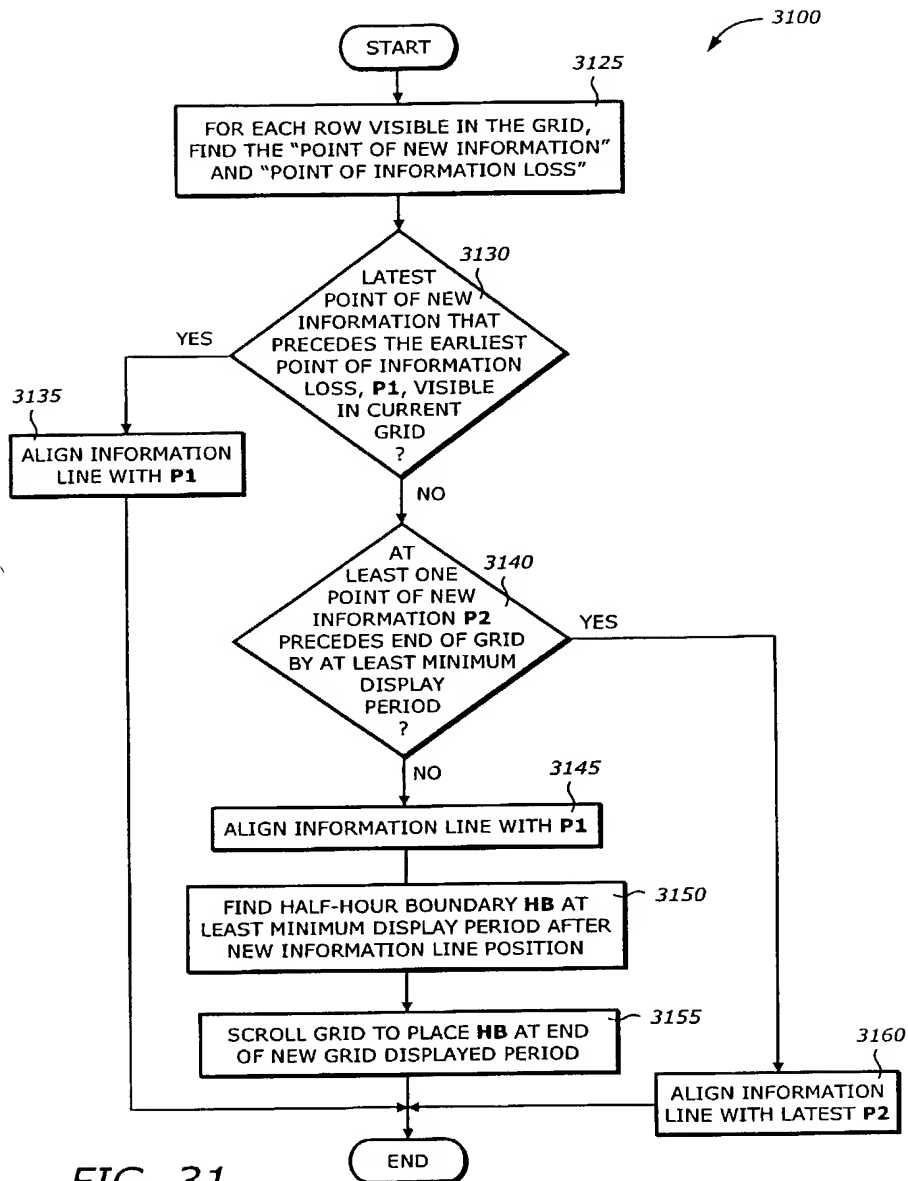 3100
START
3125
FOR EACH ROW VISIBLE IN THE GRID,
FIND THE “POINT OF NEW INFORMATION”
AND “POINT OF INFORMATION LOSS”
3130
LATEST
POINT OF NEW
INFORMATION THAT
PRECEDES THE EARLIEST
POINT OF INFORMATION
LOSS, P1, VISIBLE
IN CURRENT
GRID
?
YES
3135
ALIGN INFORMATION
LINE WITH P1
NO
3140
AT
LEAST ONE
POINT OF NEW
INFORMATION P2
PRECEDES END OF GRID
BY AT LEAST MINIMUM
DISPLAY
PERIOD
?
YES
NO
3145
ALIGN INFORMATION LINE WITH P1
3150
FIND HALF-HOUR BOUNDARY HB AT
LEAST MINIMUM DISPLAY PERIOD AFTER
NEW INFORMATION LINE POSITION
3155
SCROLL GRID TO PLACE HB AT END
OF NEW GRID DISPLAYED PERIOD
3160
ALIGN INFORMATION
LINE WITH LATEST P2
END
FIG. 31